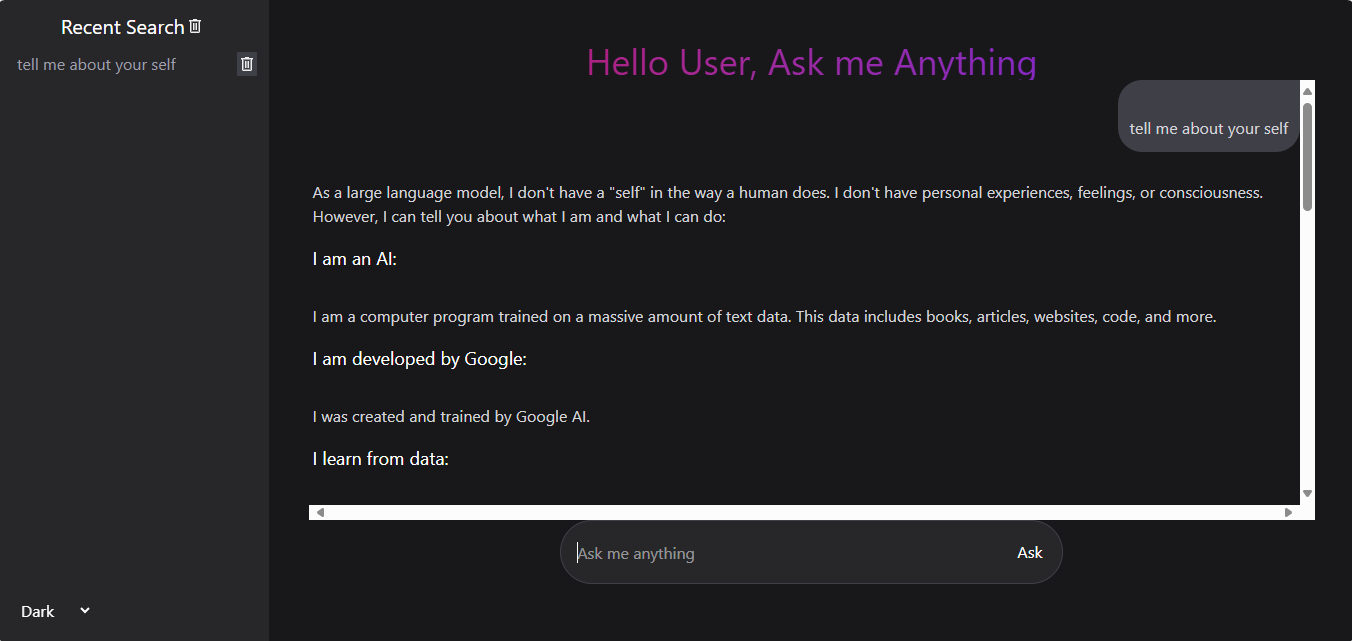 Recent Search
tell me about your self
Hello User, Ask me Anything
tell me about your self
As a large language model, I don't have a "self" in the way a human does. I don't have personal experiences, feelings, or consciousness.
However, I can tell you about what I am and what I can do:
I am an AI:
I am a computer program trained on a massive amount of text data. This data includes books, articles, websites, code, and more.
I am developed by Google:
I was created and trained by Google AI.
I learn from data:
Ask me anything
Ask
Dark